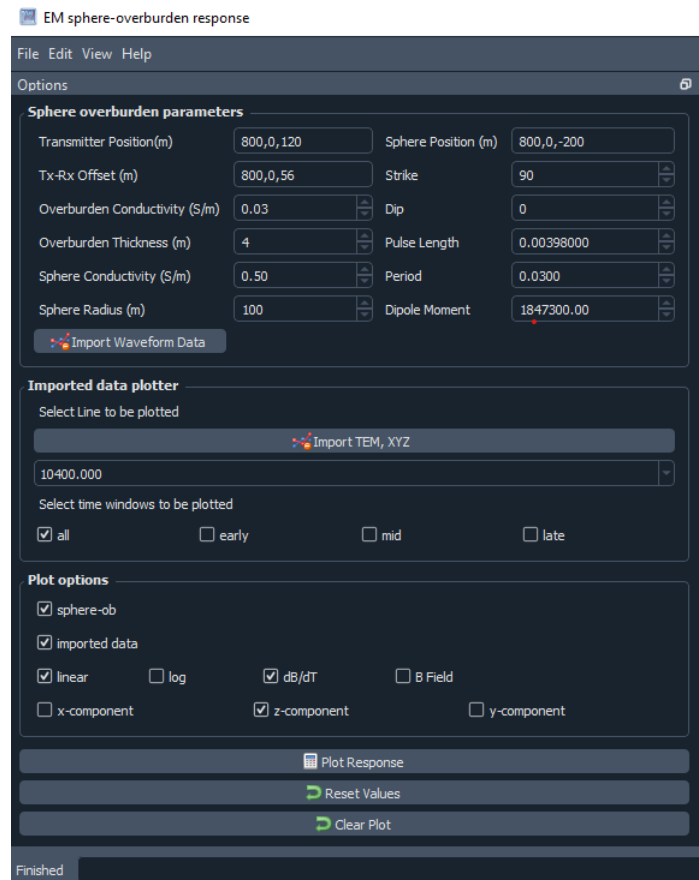 EM sphere-overburden response
File Edit View Help
Options
Sphere overburden parameters
Transmitter Position(m) 800,0,120 Sphere Position (m) 800,0,-200
Tx-Rx Offset (m) 800,0,56 Strike 90
Overburden Conductivity (S/m) 0.03 Dip 0
Overburden Thickness (m) 4 Pulse Length 0.00398000
Sphere Conductivity (S/m) 0.50 Period 0.0300
Sphere Radius (m) 100 Dipole Moment 1847300.00
Import Waveform Data
Imported data plotter
Select Line to be plotted
Import TEM, XYZ
10400.000
Select time windows to be plotted
all early mid late
Plot options
sphere-ob
imported data
linear log dB/dT B Field
x-component z-component y-component
Plot Response
Reset Values
Clear Plot
Finished